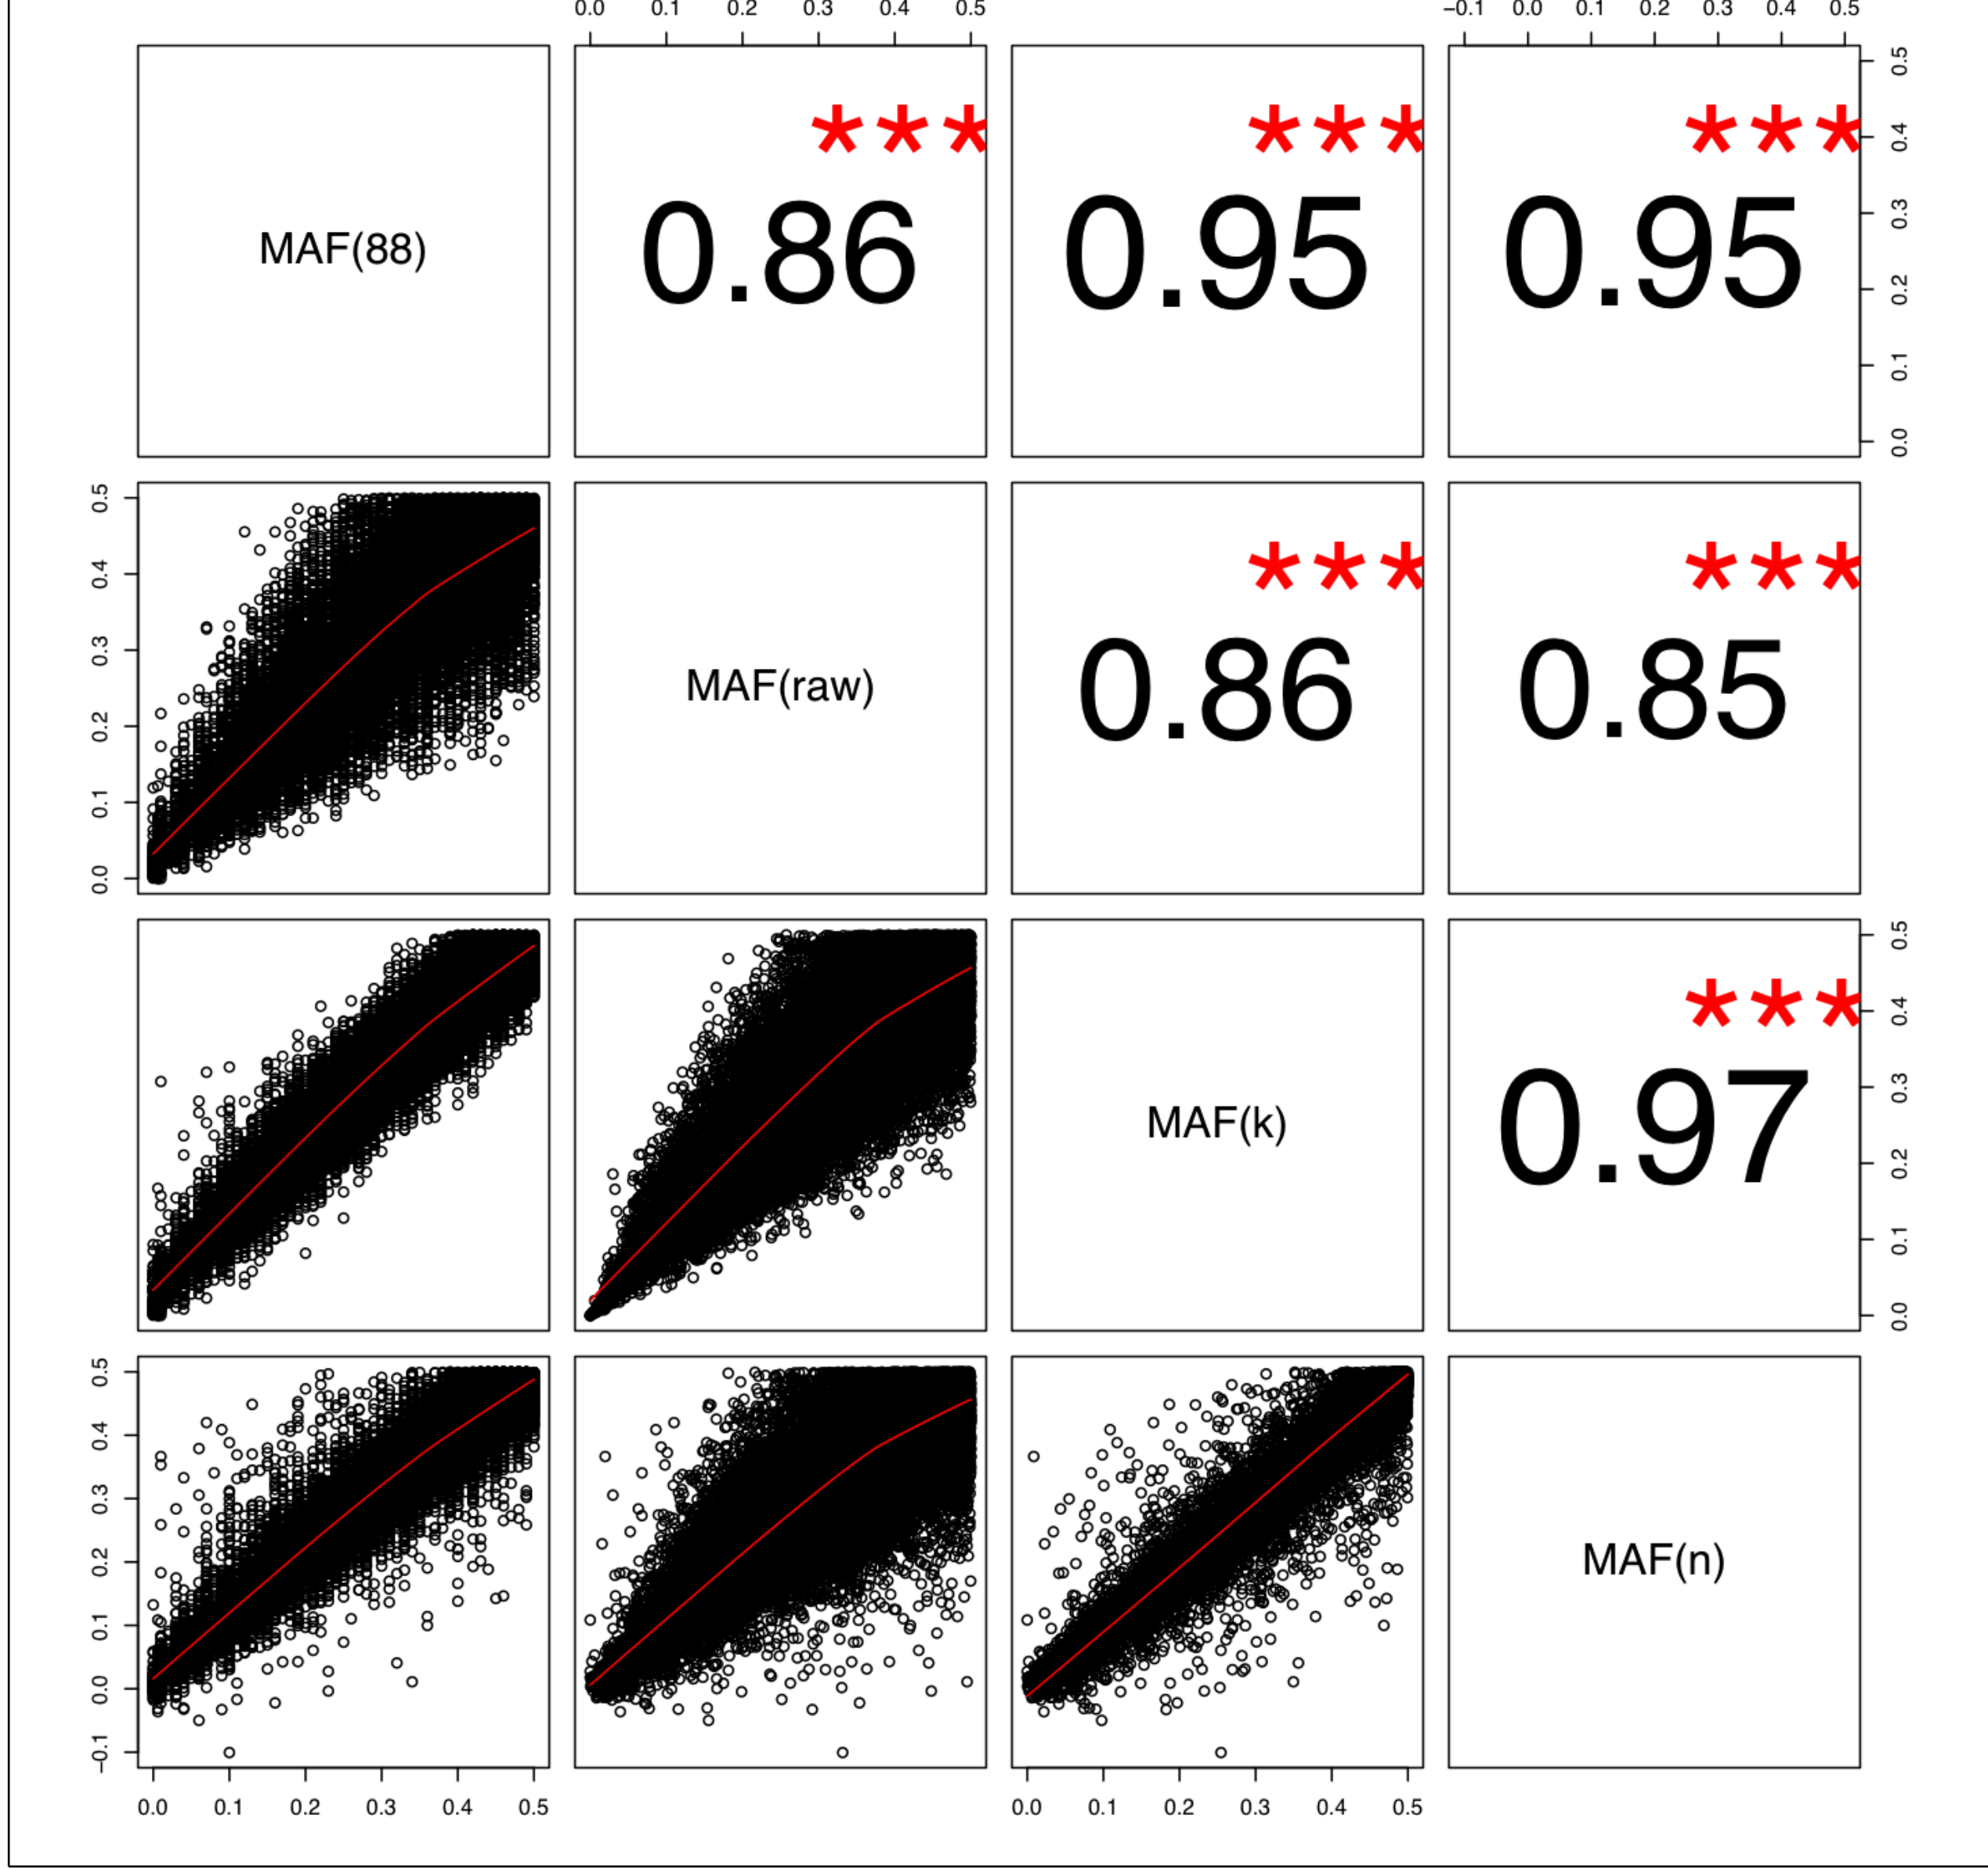 0.0 0.1 0.2 0.3 0.4 0.5 −0.1 0.0 0.1 0.2 0.3 0.4 0.5
MAF(88) *** 0.86 *** 0.95 *** 0.95
0.5 0.4 0.3 0.2 0.1 0.0
0.5 0.4 0.3 0.2 0.1 0.0
MAF(raw) *** 0.86 *** 0.85
MAF(k) *** 0.97
0.5 0.4 0.3 0.2 0.1 0.0
0.5 0.4 0.3 0.2 0.1 0.0 −0.1
MAF(n)
0.0 0.1 0.2 0.3 0.4 0.5 0.0 0.1 0.2 0.3 0.4 0.5